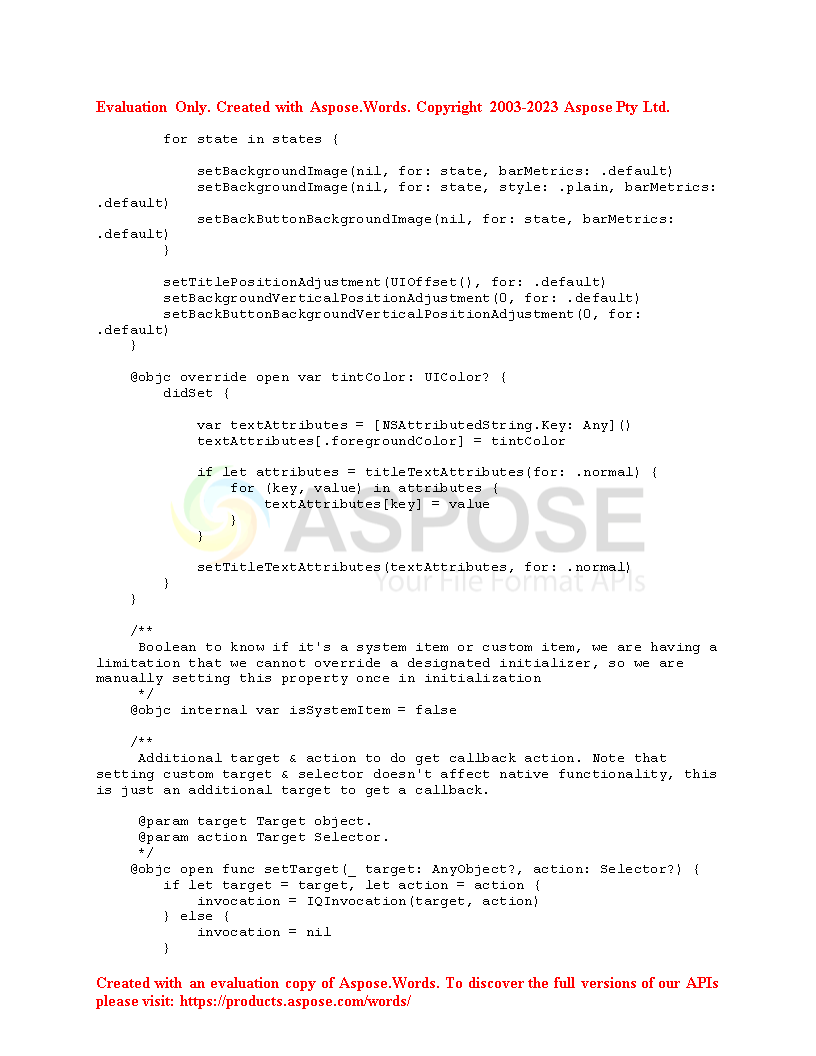 Evaluation Only. Created with Aspose.Words. Copyright 2003-2023 Aspose Pty Ltd.
        for state in states {
            setBackgroundImage(nil, for: state, barMetrics: .default)
            setBackgroundImage(nil, for: state, style: .plain, barMetrics:
.default)
            setBackButtonBackgroundImage(nil, for: state, barMetrics:
.default)
        }
        setTitlePositionAdjustment(UIOffset(), for: .default)
        setBackgroundVerticalPositionAdjustment(0, for: .default)
        setBackButtonBackgroundVerticalPositionAdjustment(0, for:
.default)
    }
    @objc override open var tintColor: UIColor? {
        didSet {
            var textAttributes = [NSAttributedString.Key: Any]()
            textAttributes[.foregroundColor] = tintColor
            if let attributes = titleTextAttributes(for: .normal) {
                for (key, value) in attributes {
                    textAttributes[key] = value
                }
            }
ASPOSE
            setTitleTextAttributes(textAttributes, for: .normal)
Your File Format APIs
        }
    }
    /**
     Boolean to know if it's a system item or custom item, we are having a
limitation that we cannot override a designated initializer, so we are
manually setting this property once in initialization
     */
    @objc internal var isSystemItem = false
    /**
     Additional target & action to do get callback action. Note that
setting custom target & selector doesn't affect native functionality, this
is just an additional target to get a callback.
     @param target Target object.
     @param action Target Selector.
     */
    @objc open func setTarget(_ target: AnyObject?, action: Selector?) {
        if let target = target, let action = action {
            invocation = IQInvocation(target, action)
        } else {
            invocation = nil
        }
Created with an evaluation copy of Aspose.Words. To discover the full versions of our APIs
please visit: https://products.aspose.com/words/